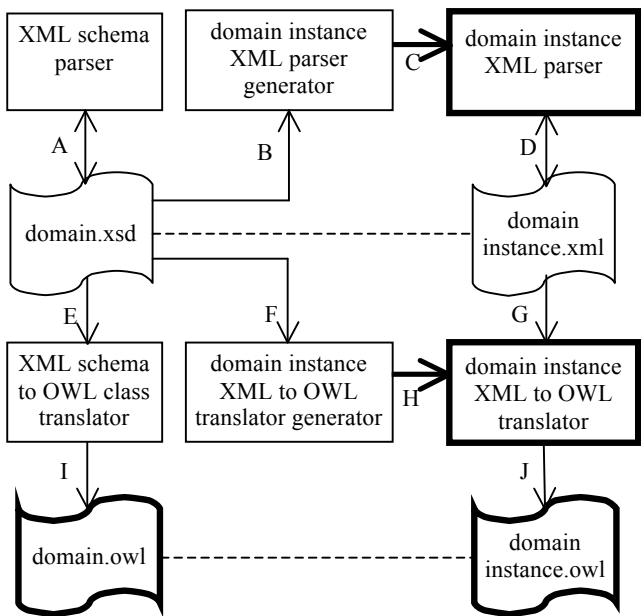 XML schema
parser
domain instance
XML parser
generator
domain instance
XML parser
C
A
B
D
domain.xsd
domain
instance.xml
E
F
G
XML schema
to OWL class
translator
domain instance
XML to OWL
translator generator
domain instance
XML to OWL
translator
H
I
J
domain.owl
domain
instance.owl